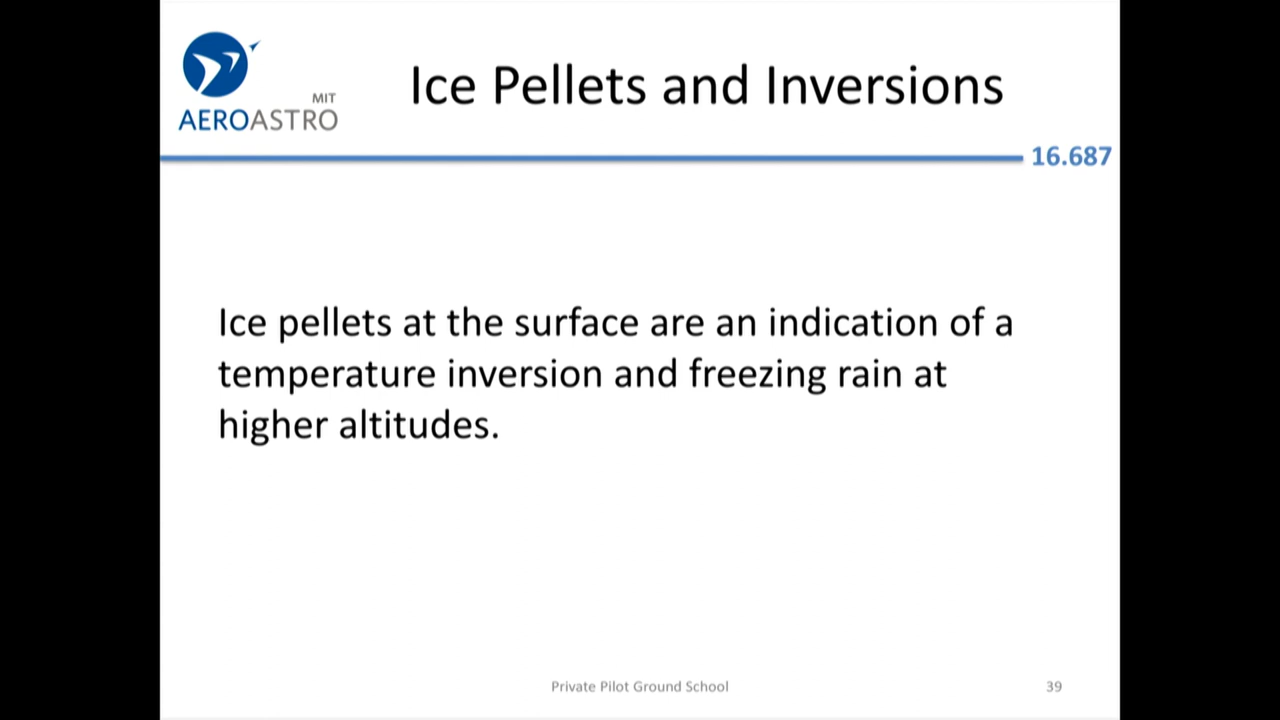 MIT
AEROASTRO
Ice Pellets and Inversions
16.687
Ice pellets at the surface are an indication of a
temperature inversion and freezing rain at
higher altitudes.
Private Pilot Ground School
39